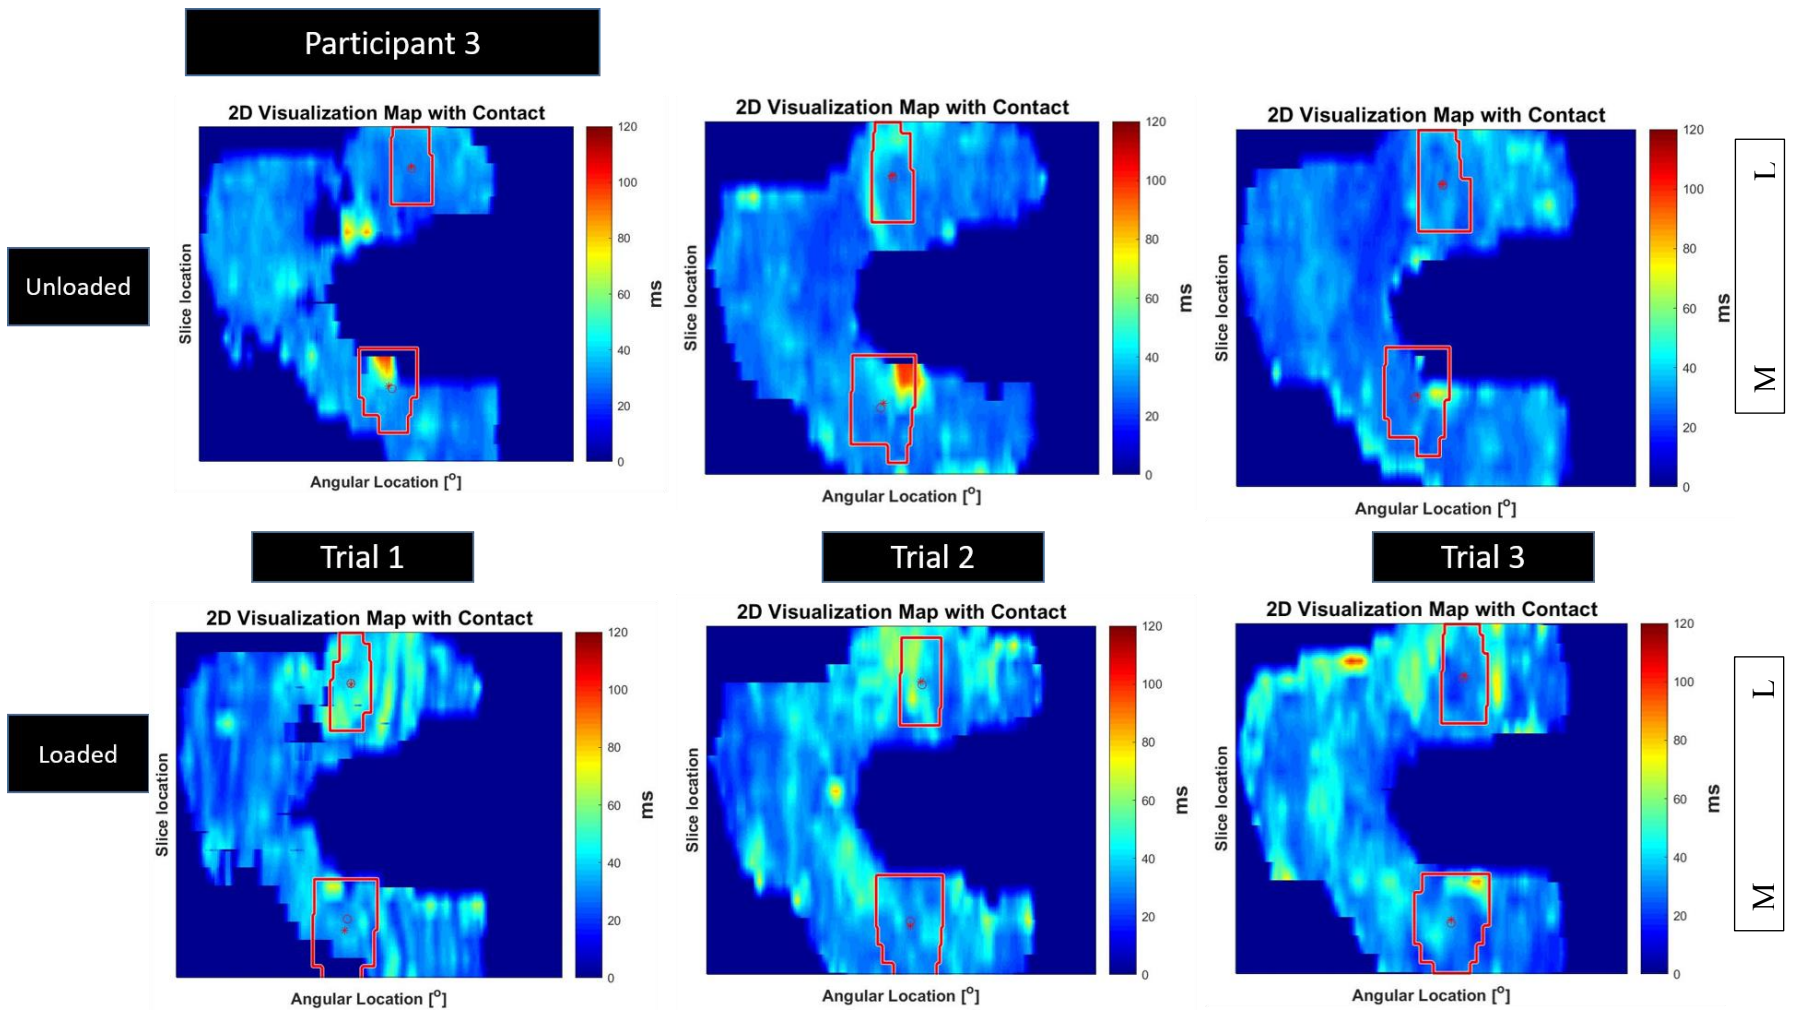 Participant 3
2D Visualization Map with Contact
Slice location
Angular Location [o]
120
100
80
60
40
20
0
ms
2D Visualization Map with Contact
Slice location
Angular Location [o]
120
100
80
60
40
20
0
ms
2D Visualization Map with Contact
Slice location
Angular Location [o]
120
100
80
60
40
20
0
ms
L
M
Unloaded
Trial 1
Trial 2
Trial 3
2D Visualization Map with Contact
Slice location
Angular Location [o]
120
100
80
60
40
20
0
ms
2D Visualization Map with Contact
Slice location
Angular Location [o]
120
100
80
60
40
20
0
ms
2D Visualization Map with Contact
Slice location
Angular Location [o]
120
100
80
60
40
20
0
ms
L
M
Loaded